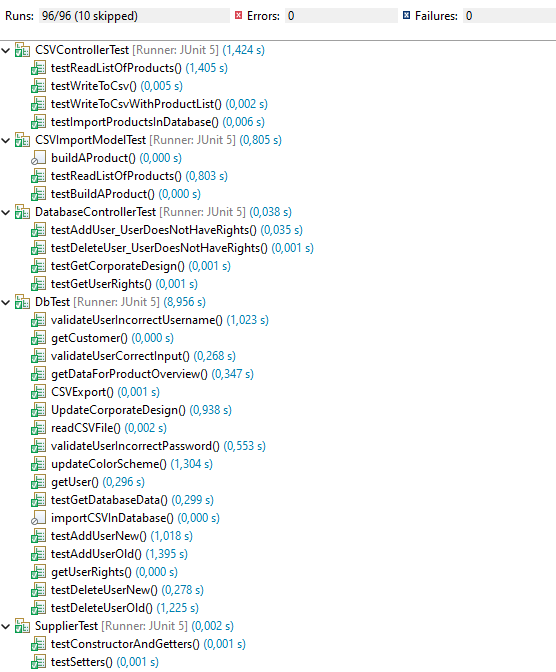 Runs: 96/96 (10 skipped) Errors: 0 Failures: 0
CSVControllerTest [Runner: JUnit 5] (1,424 s)
testReadListOfProducts() (1,405 s)
testWriteToCsv() (0,005 s)
testWriteToCsvWithProductList() (0,002 s)
testImportProductsInDatabase() (0,006 s)
CSVImportModelTest [Runner: JUnit 5] (0,805 s)
buildAProduct() (0,000 s)
testReadListOfProducts() (0,803 s)
testBuildAProduct() (0,000 s)
DatabaseControllerTest [Runner: JUnit 5] (0,038 s)
testAddUser_UserDoesNotHaveRights() (0,035 s)
testDeleteUser_UserDoesNotHaveRights() (0,001 s)
testGetCorporateDesign() (0,001 s)
testGetUserRights() (0,001 s)
DbTest [Runner: JUnit 5] (8,956 s)
validateUserIncorrectUsername() (1,023 s)
getCustomer() (0,000 s)
validateUserCorrectInput() (0,268 s)
getDataForProductOverview() (0,347 s)
CSVExport() (0,001 s)
UpdateCorporateDesign() (0,938 s)
readCSVFile() (0,002 s)
validateUserIncorrectPassword() (0,553 s)
updateColorScheme() (1,304 s)
getUser() (0,296 s)
testGetDatabaseData() (0,299 s)
importCSVInDatabase() (0,000 s)
testAddUserNew() (1,018 s)
testAddUserOld() (1,395 s)
getUserRights() (0,000 s)
testDeleteUserNew() (0,278 s)
testDeleteUserOld() (1,225 s)
SupplierTest [Runner: JUnit 5] (0,002 s)
testConstructorAndGetters() (0,001 s)
testSetters() (0,001 s)